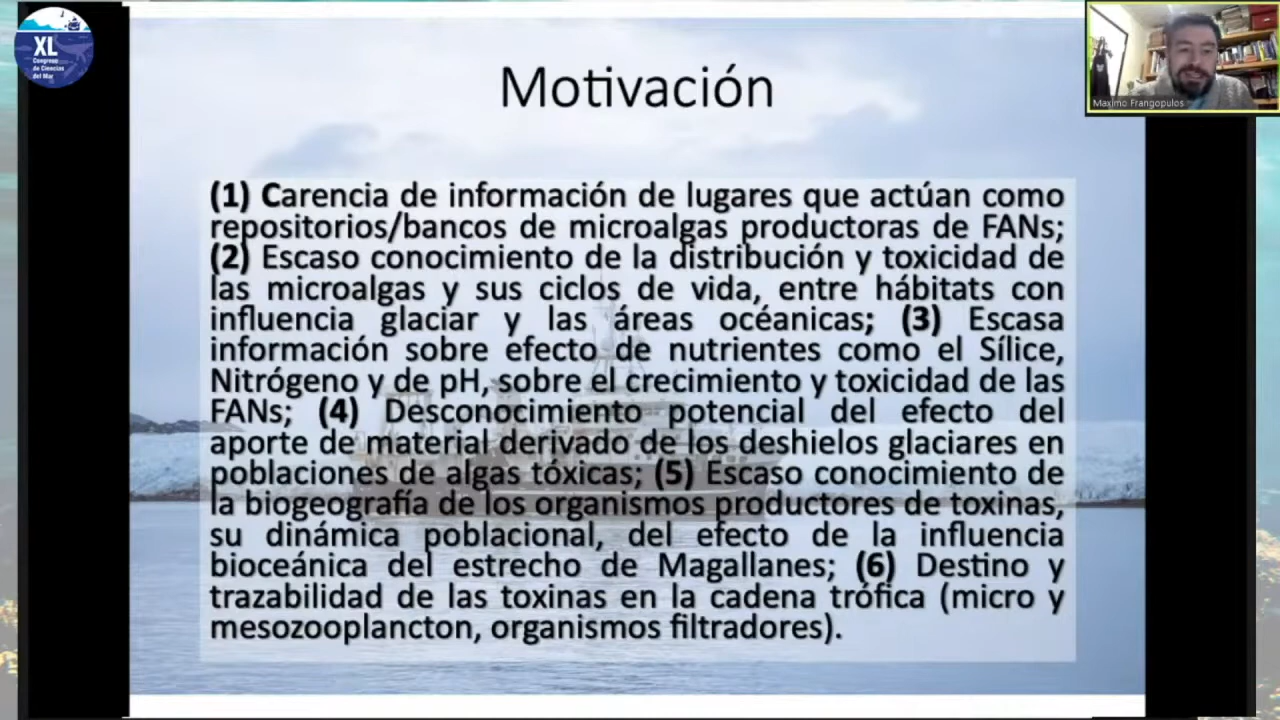 XL
Congreso
de Ciencias
del Mar
Motivación
Maximo Frangopulos
(1) Carencia de información de lugares que actúan como
repositorios/bancos de microalgas productoras de FANs;
(2) Escaso conocimiento de la distribución y toxicidad de
las microalgas y sus ciclos de vida, entre hábitats con
influencia glaciar y las áreas océanicas; (3) Escasa
información sobre efecto de nutrientes como el Sílice,
Nitrógeno y de pH, sobre el crecimiento y toxicidad de las
FANs; (4) Desconocimiento potencial del efecto del
aporte de material derivado de los deshielos glaciares en
poblaciones de algas tóxicas; (5) Escaso conocimiento de
la biogeografía de los organismos productores de toxinas,
su dinámica poblacional, del efecto de la influencia
bioceánica del estrecho de Magallanes; (6) Destino y
trazabilidad de las toxinas en la cadena trófica (micro y
mesozooplancton, organismos filtradores).